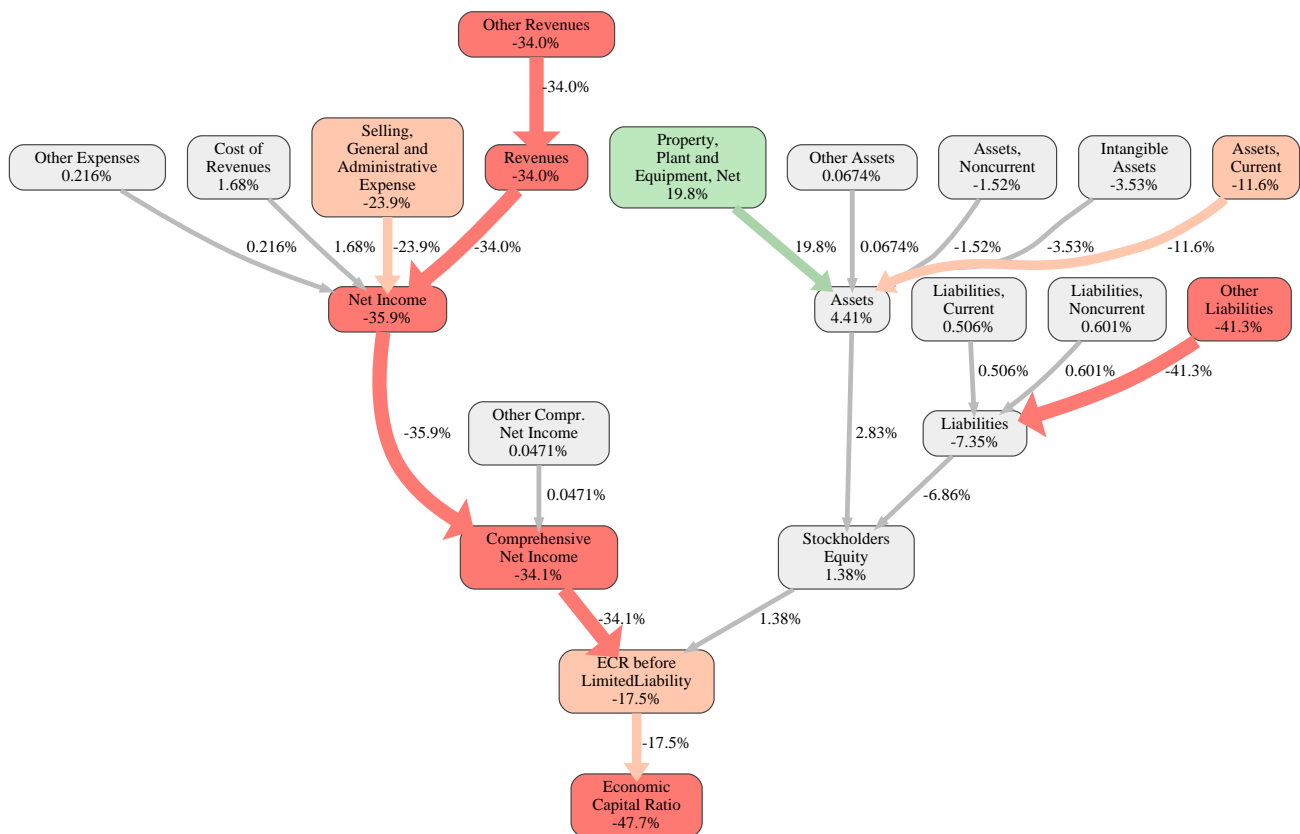 Other Revenues
-34.0%
-34.0%
Other Expenses
0.216%
Cost of
Revenues
1.68%
Selling,
General and
Administrative
Expense
-23.9%
Revenues
-34.0%
Property,
Plant and
Equipment, Net
19.8%
Other Assets
0.0674%
Assets,
Noncurrent
-1.52%
Intangible
Assets
-3.53%
Assets,
Current
-11.6%
0.216%
1.68%
-23.9%
-34.0%
19.8%
0.0674%
-1.52%
-3.53%
-11.6%
Net Income
-35.9%
Assets
4.41%
Liabilities,
Current
0.506%
Liabilities,
Noncurrent
0.601%
Other
Liabilities
-41.3%
0.506%
0.601%
-41.3%
-35.9%
Other Compr.
Net Income
0.0471%
2.83%
Liabilities
-7.35%
0.0471%
-6.86%
Comprehensive
Net Income
-34.1%
Stockholders
Equity
1.38%
-34.1%
1.38%
ECR before
LimitedLiability
-17.5%
-17.5%
Economic
Capital Ratio
-47.7%